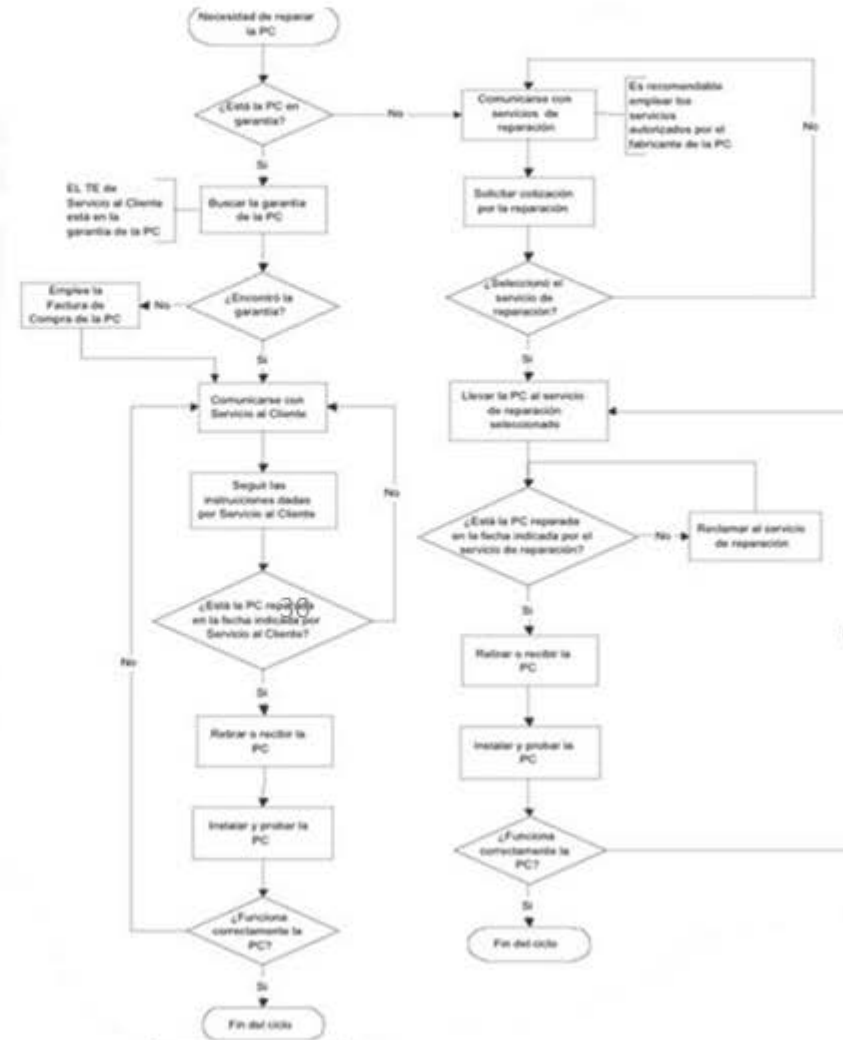 Necesidad de reparar
la PC
¿Está la PC en
garantía?
No
Comunicarse con
servicios de
reparación
Es recomendable
emplear los
servicios
autorizados por el
fabricante de la PC
No
Si
EL TE de
Servicio al Cliente
está en la
garantía de la PC
Buscar la garantía
de la PC
Solicitar cotización
por la reparación
Emplee la
Factura de
Compra de la PC
No
¿Encontró la
garantía?
¿Seleccionó el
servicio de
reparación?
Si
Si
Comunicarse con
Servicio al Cliente
Llevar la PC al servicio
de reparación
seleccionado
Seguir las
instrucciones dadas
por Servicio al Cliente
No
¿Está la PC reparada
en la fecha indicada por el
servicio de reparación?
No
Reclamar al servicio
de reparación
¿Está la PC reparada
en la fecha indicada por
Servicio al Cliente?
30
No
Si
Si
Retirar o recibir la
PC
Retirar o recibir la
PC
Instalar y probar la
PC
Instalar y probar la
PC
¿Funciona
correctamente la
PC?
¿Funciona
correctamente la
PC?
Si
Fin del ciclo
Si
Fin del ciclo